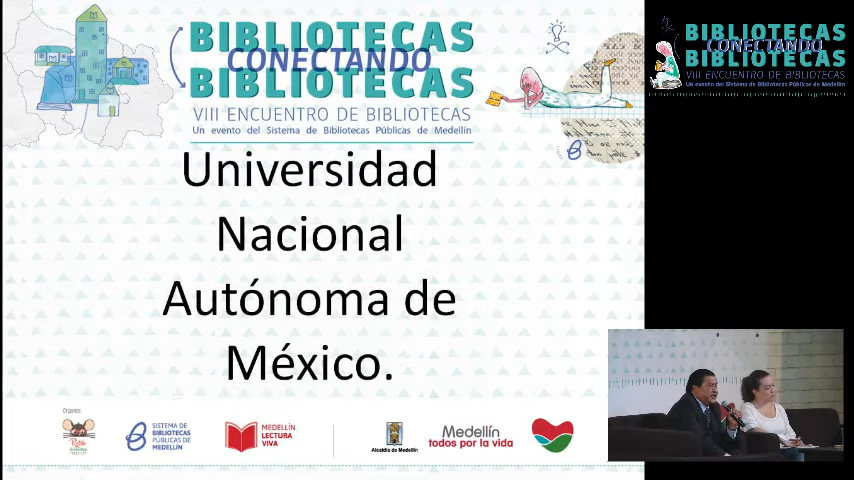 BIBLIOTECAS
CONECTANDO
BIBLIOTECAS
VIII ENCUENTRO DE BIBLIOTECAS
Un evento del Sistema de Bibliotecas Públicas de Medellín
Universidad
Nacional
Autónoma de
México.
Organiza:
SISTEMA DE
BIBLIOTECAS
PÚBLICAS DE
MEDELLÍN
MEDELLÍN
LECTURA
VIVA
Alcaldía de Medellín
Medellín
todos por la vida
BIBLIOTECAS
CONECTANDO
BIBLIOTECAS
VIII ENCUENTRO DE BIBLIOTECAS
Un evento del Sistema de Bibliotecas Públicas de Medellín